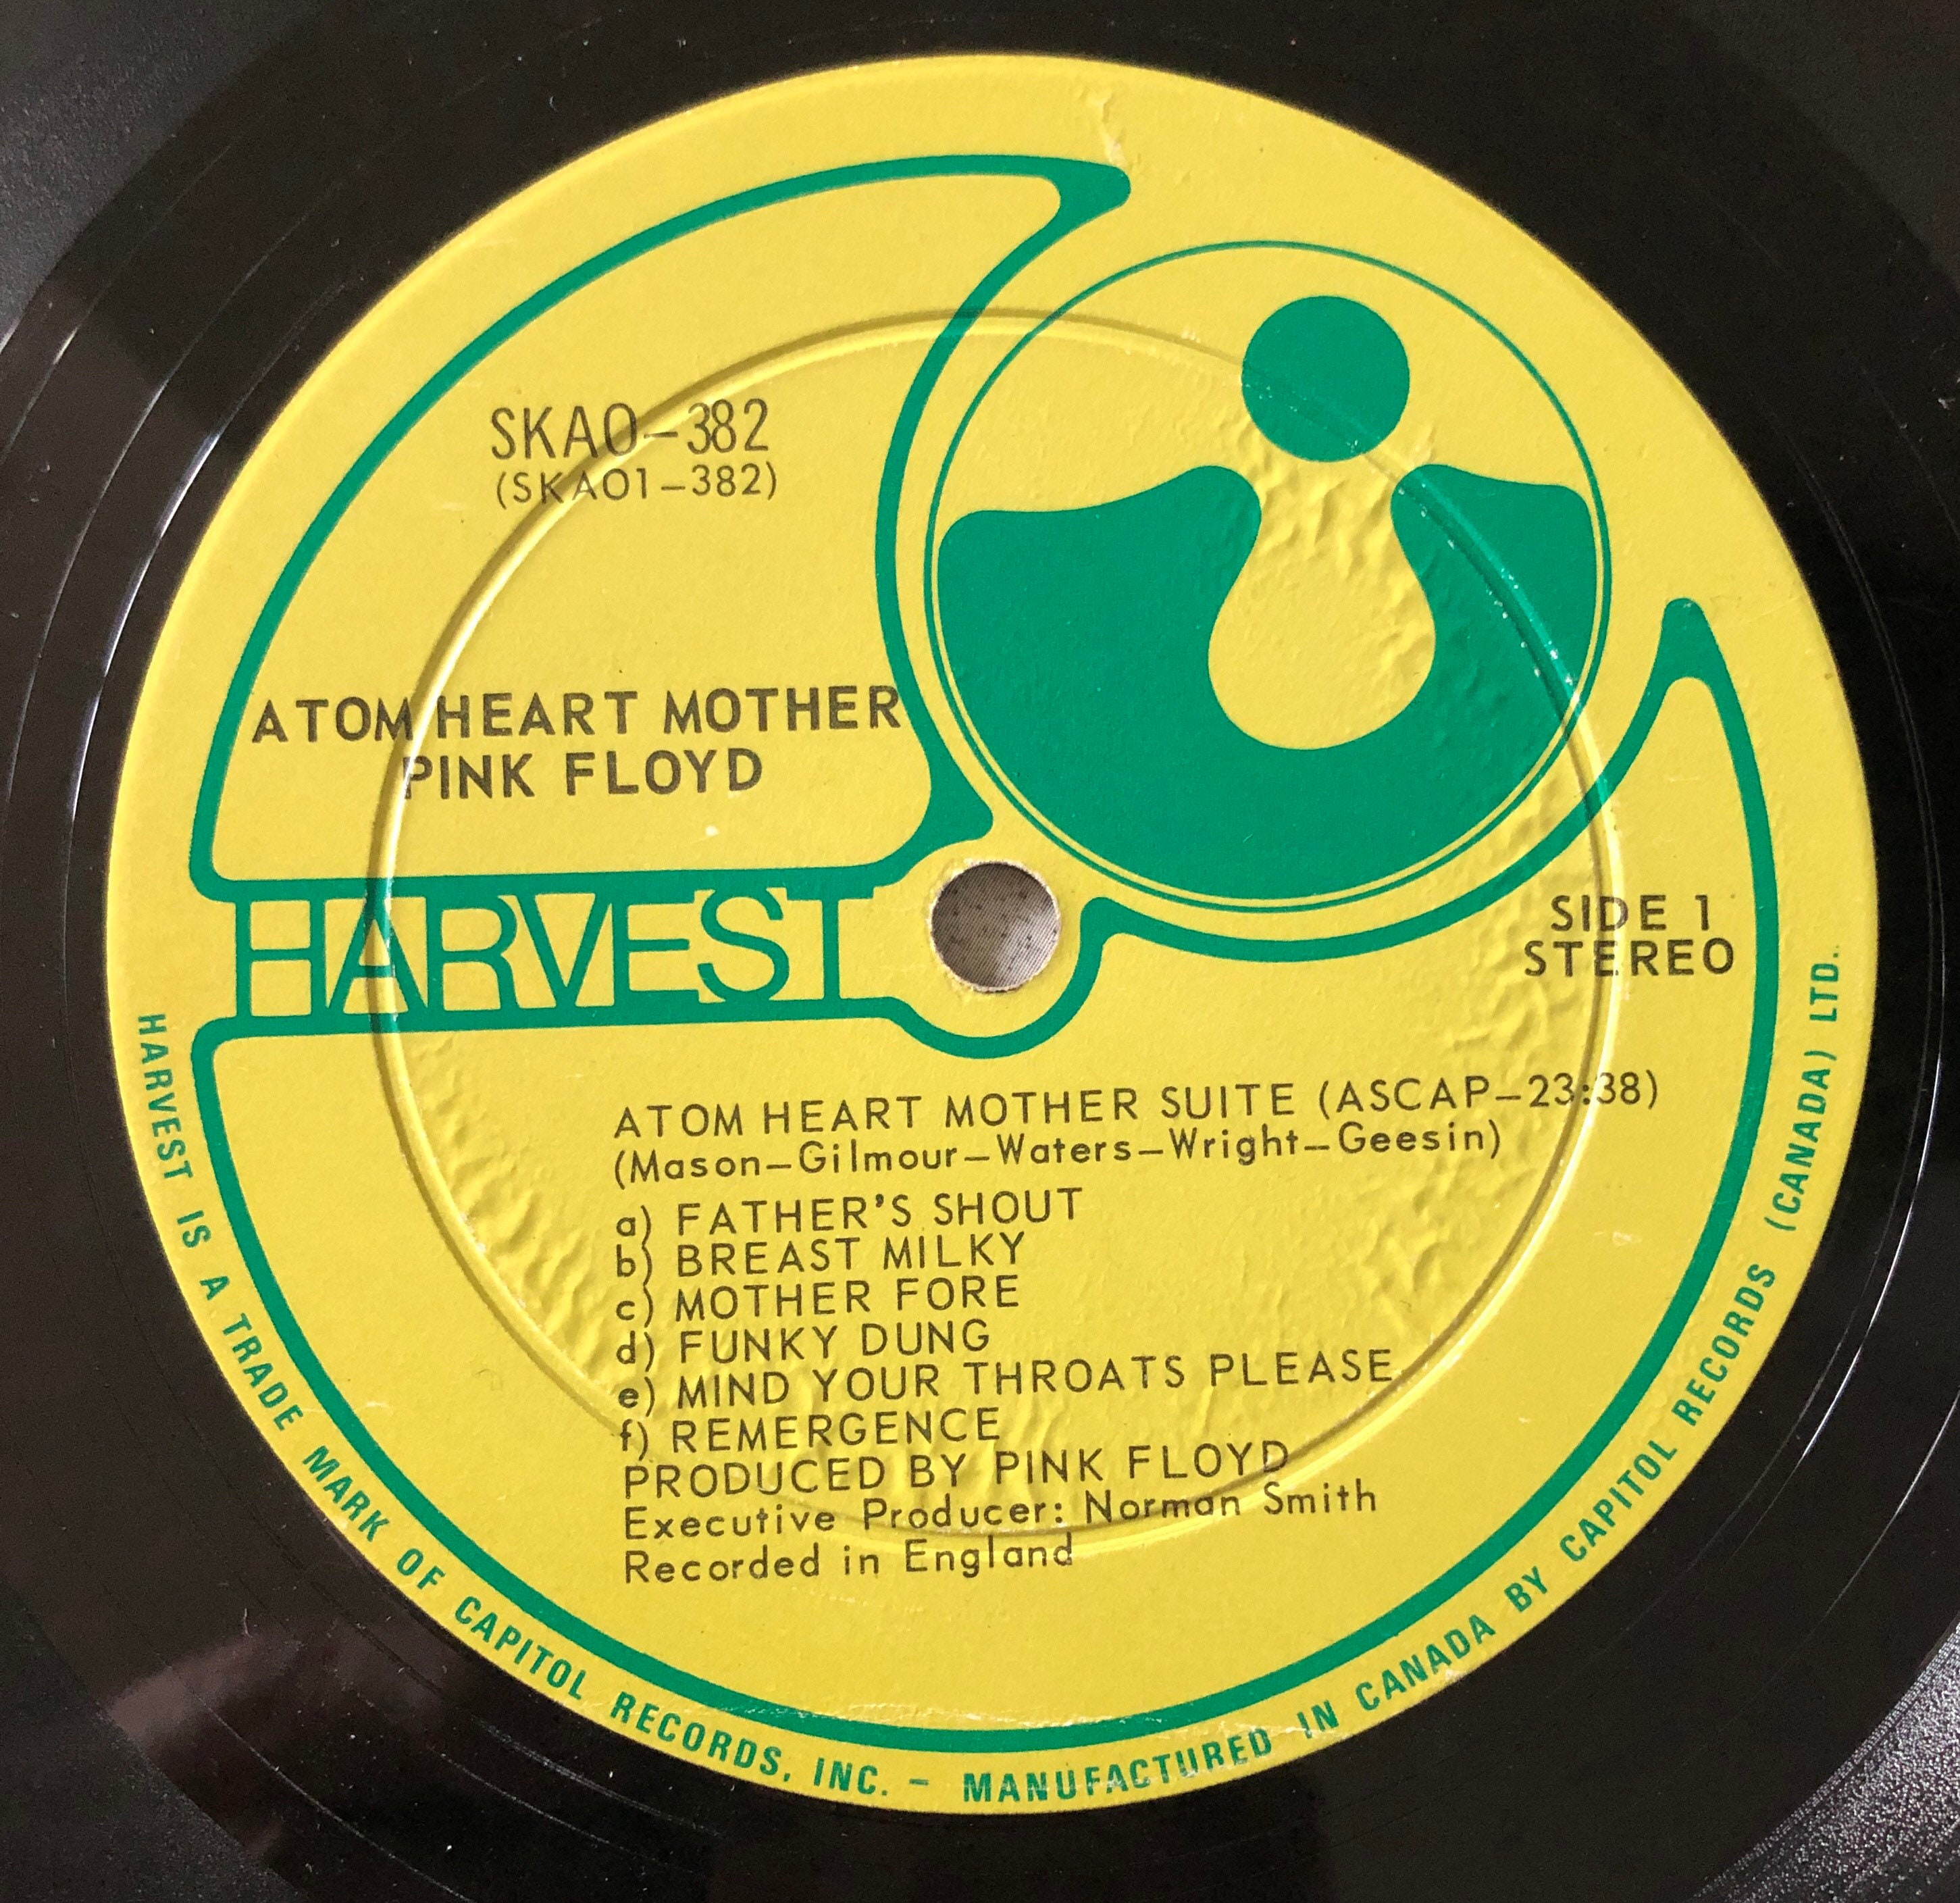 SKAO-382
(SKAO1-382)
ATOM HEART MOTHER
PINK FLOYD
HARVEST
SIDE 1
STEREO
ATOM HEART MOTHER SUITE (ASCAP-23:38)
(Mason-Gilmour-Waters-Wright-Geesin)
a) FATHER'S SHOUT
b) BREAST MILKY
c) MOTHER FORE
d) FUNKY DUNG
e) MIND YOUR THROATS PLEASE
f) REMERGENCE
PRODUCED BY PINK FLOYD
Executive Producer: Norman Smith
Recorded in England
HARVEST IS A TRADE MARK OF CAPITOL RECORDS, INC. - MANUFACTURED IN CANADA BY CAPITOL RECORDS (CANADA) LTD.